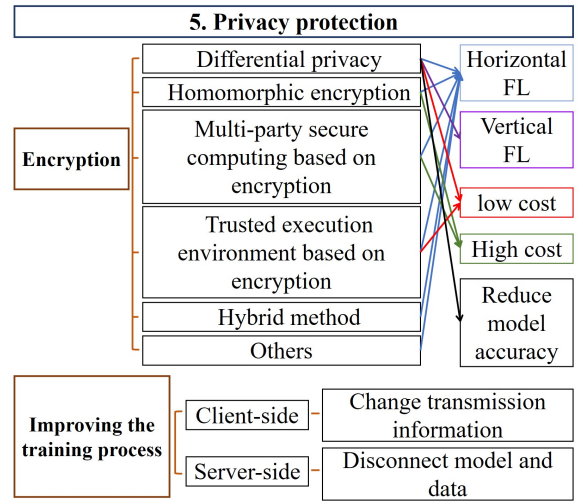 5. Privacy protection
Encryption
Differential privacy
Homomorphic encryption
Multi-party secure
computing based on
encryption
Trusted execution
environment based on
encryption
Hybrid method
Others
Horizontal
FL
Vertical
FL
low cost
High cost
Reduce
model
accuracy
Improving the
training process
Client-side
Change transmission
information
Server-side
Disconnect model and
data